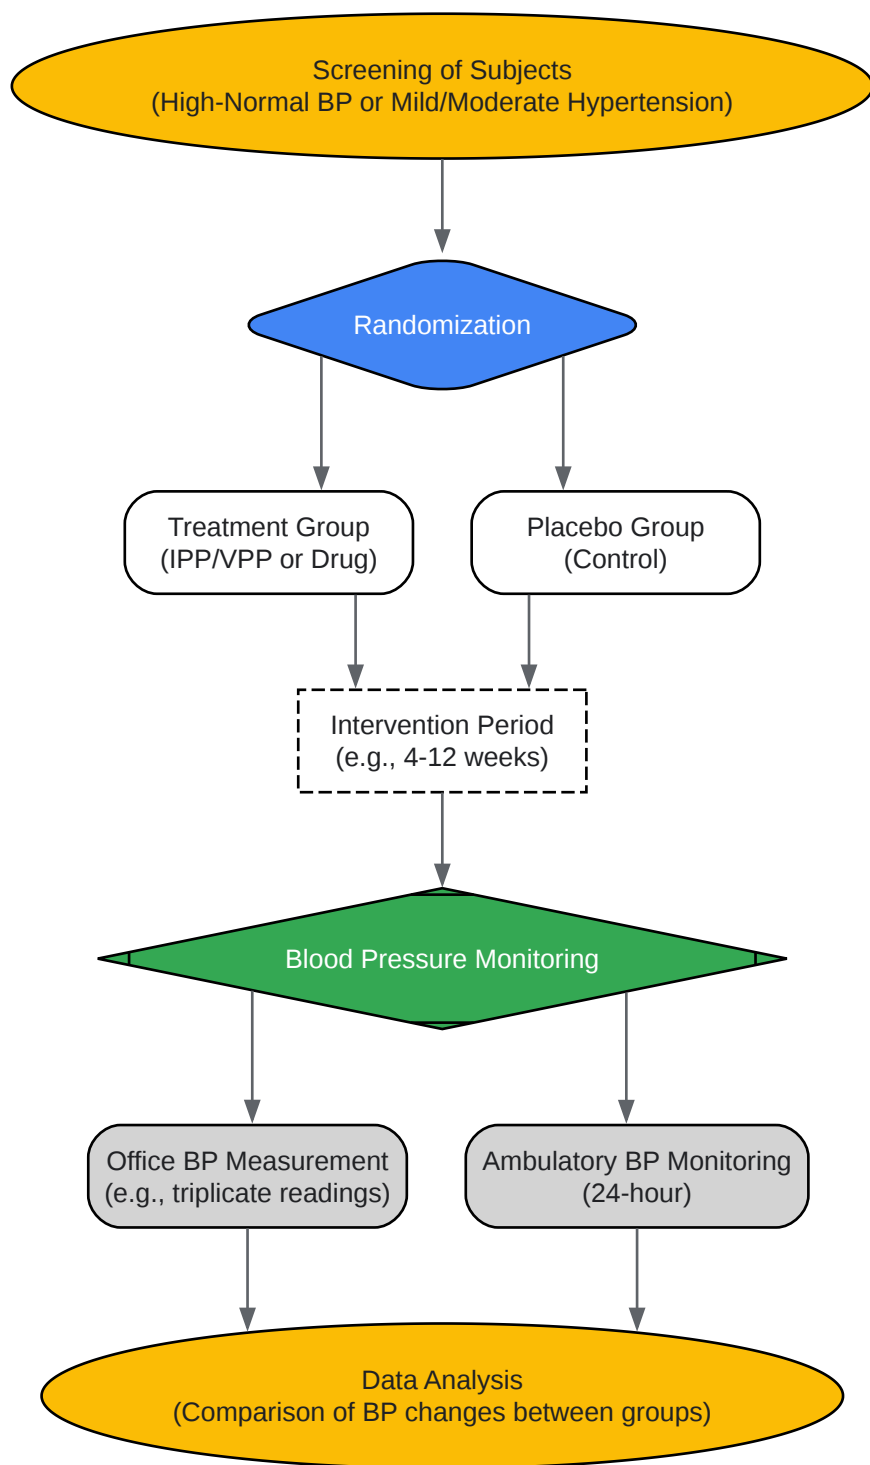 Screening of Subjects
(High-Normal BP or Mild/Moderate Hypertension)
Randomization
Treatment Group
(IPP/VPP or Drug)
Placebo Group
(Control)
Intervention Period
(e.g., 4-12 weeks)
Blood Pressure Monitoring
Office BP Measurement
(e.g., triplicate readings)
Ambulatory BP Monitoring
(24-hour)
Data Analysis
(Comparison of BP changes between groups)